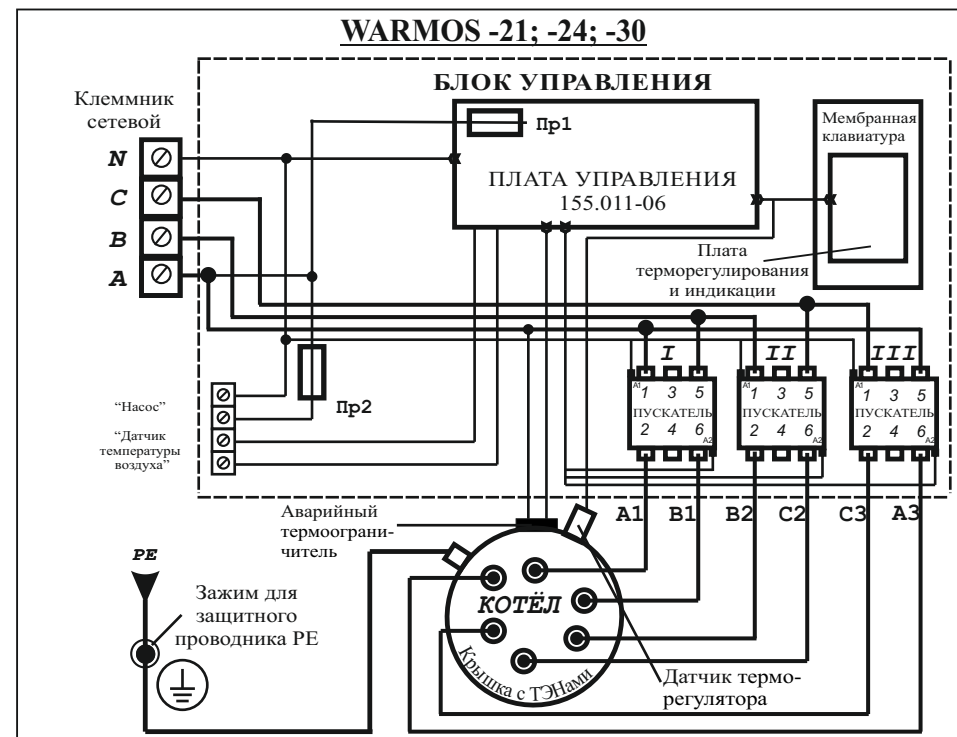 WARMOS -21; -24; -30
БЛОК УПРАВЛЕНИЯ
Клеммник
сетевой
N
C
B
A
Пр1
ПЛАТА УПРАВЛЕНИЯ
155.011-06
Мембранная
клавиатура
Плата
терморегулирования
и индикации
Пр2
“Насос”
“Датчик
температуры
воздуха”
I
II
III
A1
1 3 5
ПУСКАТЕЛЬ
2 4 6
A2
A1
1 3 5
ПУСКАТЕЛЬ
2 4 6
A2
A1
1 3 5
ПУСКАТЕЛЬ
2 4 6
A2
A1 B1 B2 C2 C3 A3
Аварийный
термоограни-
читель
PE
Зажим для
защитного
проводника PE
КОТЁЛ
Крышка с ТЭНами
Датчик термо-
регулятора